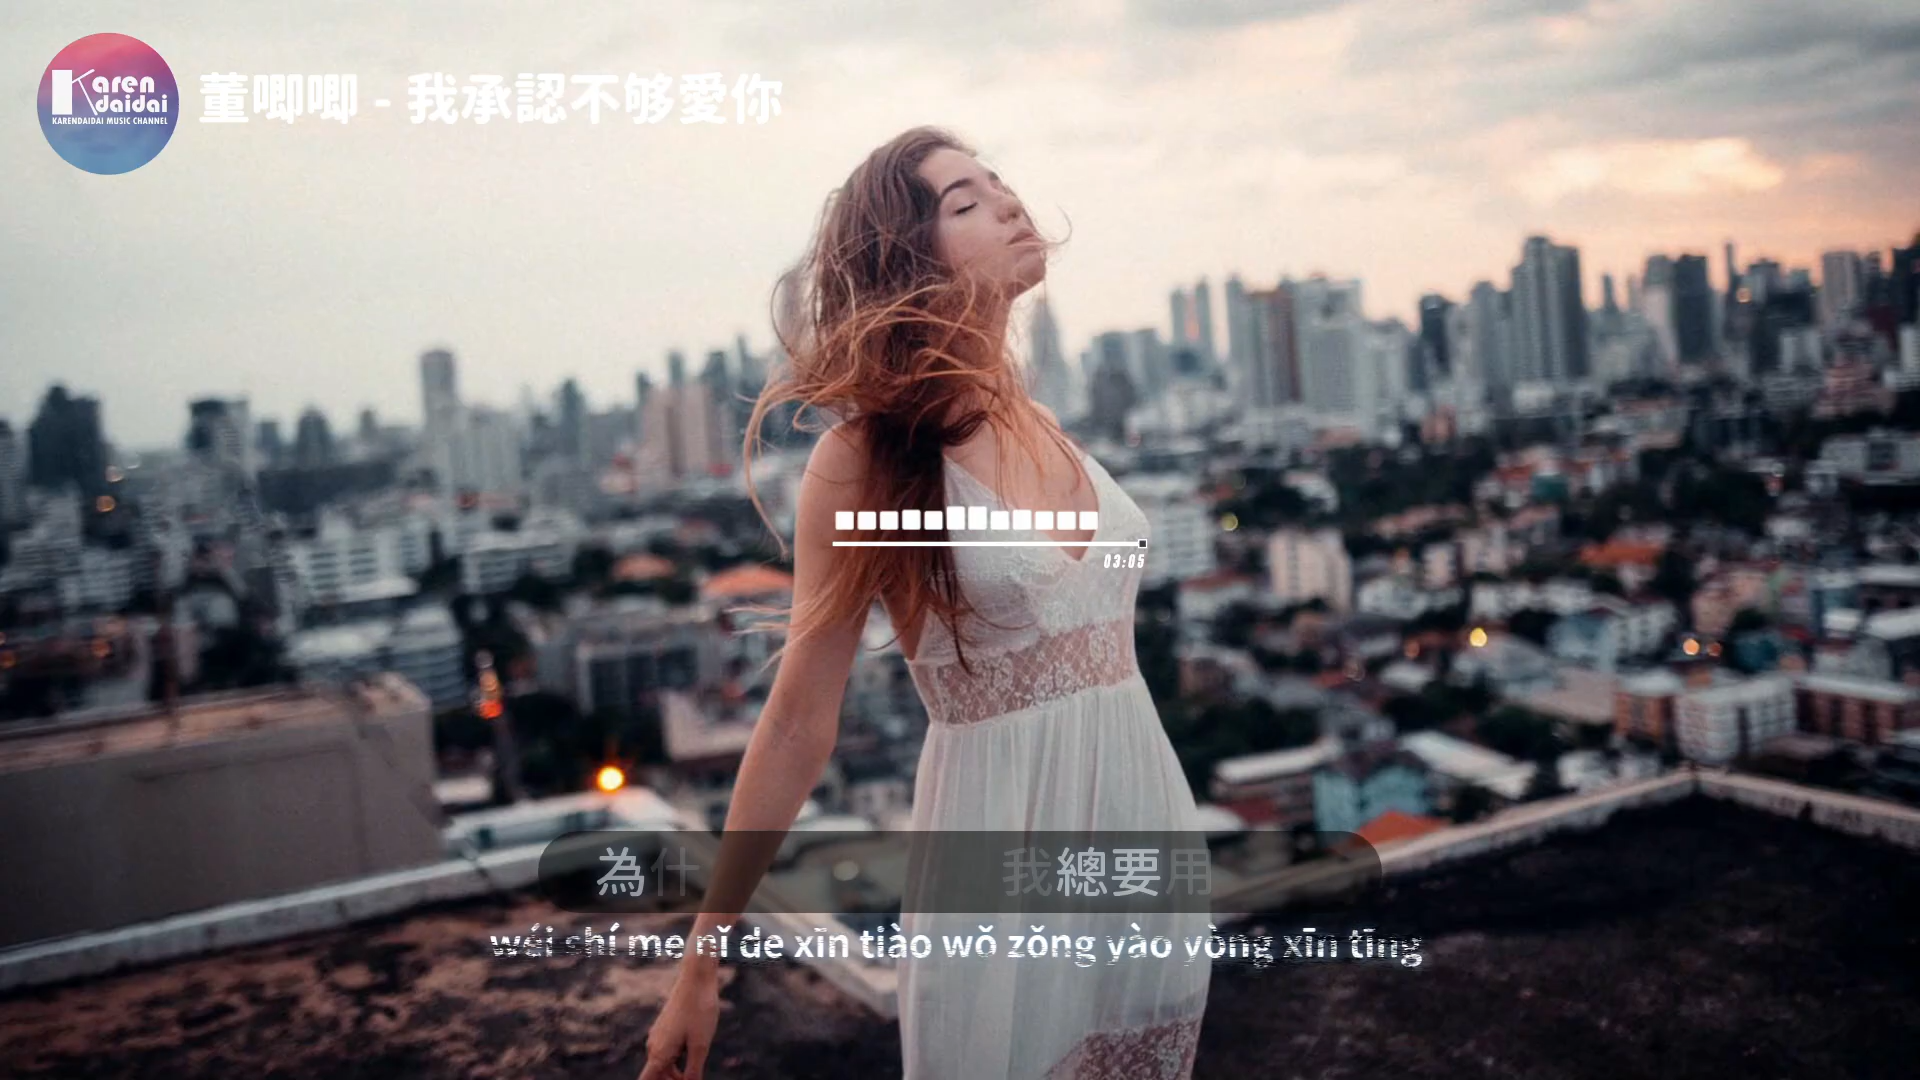 Karen
daidai
KARENDAIDAI MUSIC CHANNEL
董唧唧 - 我承認不够愛你
03:05
為什 我總要用
wéi shí me nǐ de xīn tiào wǒ zǒng yào yòng xīn tīng